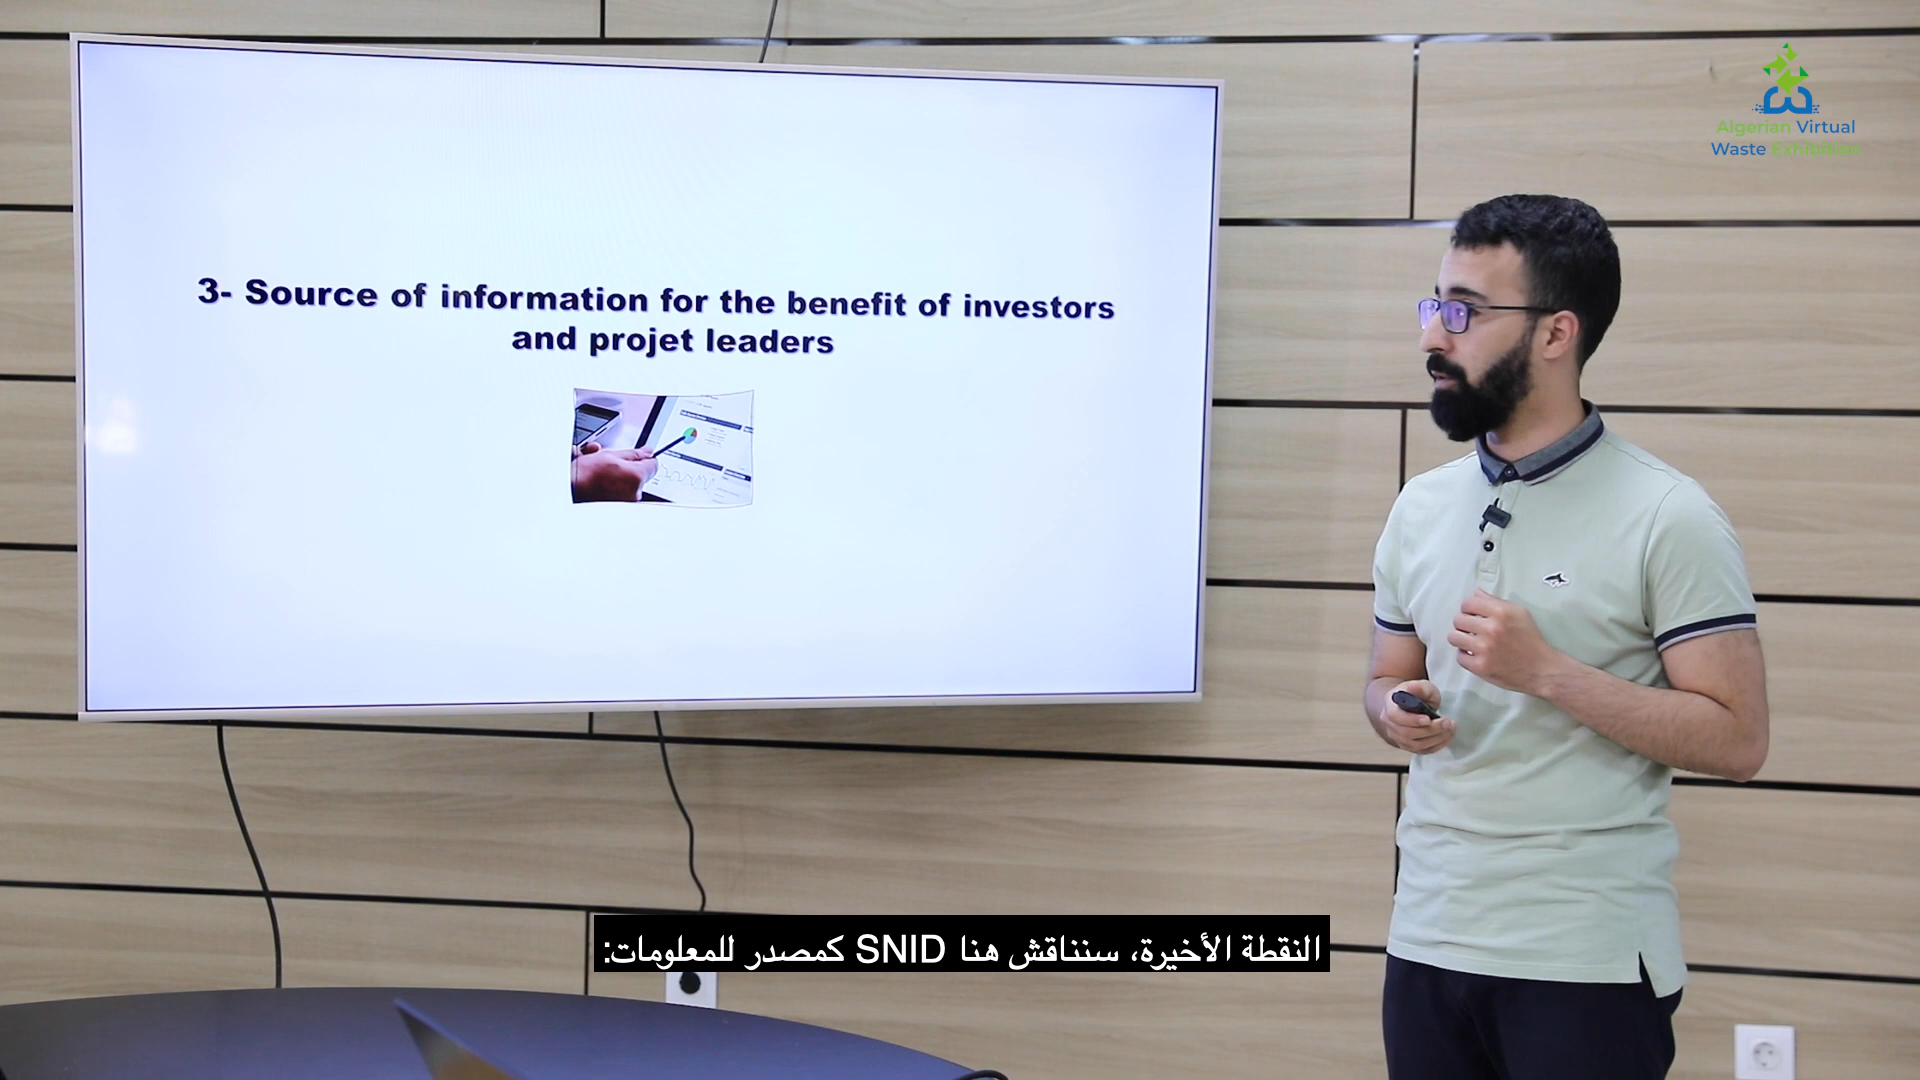 Algerian Virtual
Waste Exhibition
3- Source of information for the benefit of investors
and projet leaders
النقطة الأخيرة، سنناقش هنا SNID كمصدر للمعلومات: